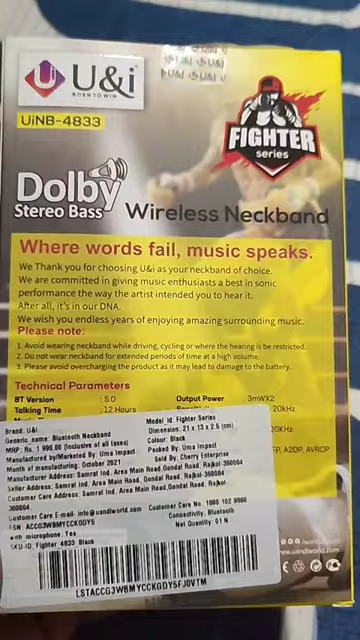 U&i
BORN TO WIN
UiNB-4833
FIGHTER
series
Dolby
Stereo Bass
Wireless Neckband
Where words fail, music speaks.
We Thank you for choosing U&i as your neckband of choice.
We are committed in giving music enthusiasts a best in sonic
performance the way the artist intended you to hear it.
After all, it's in our DNA.
We wish you endless years of enjoying amazing surrounding music.
Please note:
1. Avoid wearing neckband while driving, cycling or where the hearing is restricted.
2. Do not wear neckband for extended periods of time at a high volume.
3. Please avoid overcharging the product as it may lead to damage to the battery.
Technical Parameters
BT Version : 5.0 Output Power 3mWX2
Talking Time : 12 Hours 20kHz
20KHz
FP, A2DP, AVRCP
Brand: U&i Model_id: Fighter Series
Generic_name: Bluetooth Neckband Dimension: 21 x 13 x 2.5 (cm)
MRP: Rs. 1 999.00 (inclusive of all taxes) Colour: Black
Manufactured by/Marketed By: Uma Impact Packed By: Uma Impact
Month of manufacturing: October 2021 Sold By: Cherry Enterprise
Manufacturer Address: Samrat Ind. Area Main Road,Gondal Road, Rajkot-360004
Seller Address: Samrat Ind. Area Main Road,Gondal Road, Rajkot-360004
Customer Care Address: Samrat Ind. Area Main Road,Gondal Road, Rajkot-
360004
Customer Care E-mail: info@uandiworld.com Customer Care No: 1800 102 9900
FSN: ACCG3WBMYCCKGDY5 Connectivity: Bluetooth
with microphone: Yes Net Quantity: 01 N
SKU-ID: Fighter 4833 Black
LSTACCG3WBMYCCKGDY5FJOVTM
uandiworld.com